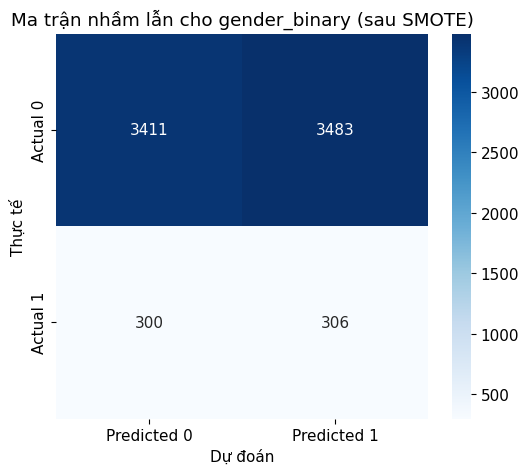 Ma trận nhầm lẫn cho gender_binary (sau SMOTE)
Thực tế
Actual 0
3411
3483
Actual 1
300
306
Predicted 0
Predicted 1
Dự đoán
3000
2500
2000
1500
1000
500